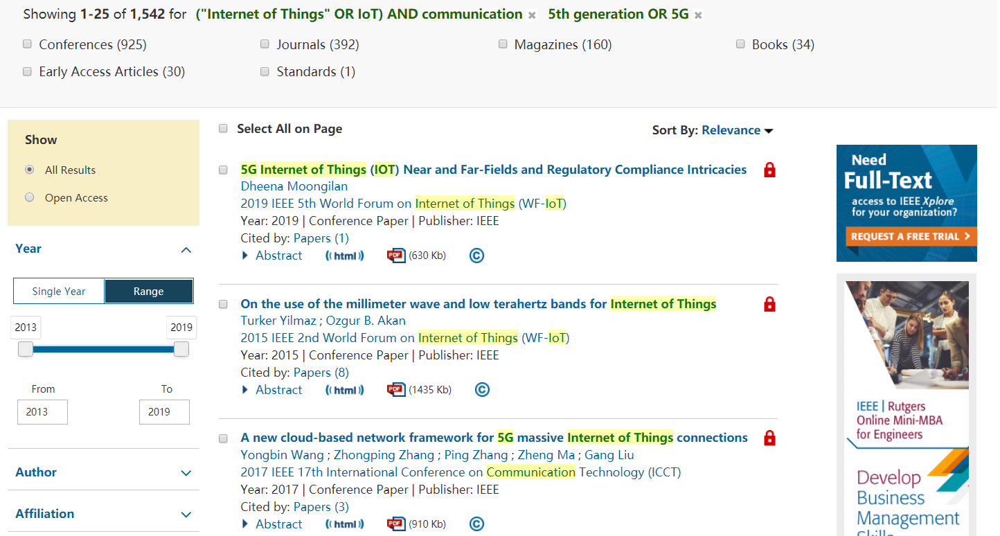 Showing 1-25 of 1,542 for ("Internet of Things" OR IoT) AND communication × 5th generation OR 5G ×
Conferences (925) Journals (392) Magazines (160) Books (34)
Early Access Articles (30) Standards (1)
Show
All Results
Open Access
Year
Single Year Range
2013 2019
From To
2013 2019
Author
Affiliation
Select All on Page
Sort By: Relevance
5G Internet of Things (IOT) Near and Far-Fields and Regulatory Compliance Intricacies
Dheena Moongilan
2019 IEEE 5th World Forum on Internet of Things (WF-IoT)
Year: 2019 | Conference Paper | Publisher: IEEE
Cited by: Papers (1)
Abstract ((html)) PDF (630 Kb) ©
On the use of the millimeter wave and low terahertz bands for Internet of Things
Turker Yilmaz ; Ozgur B. Akan
2015 IEEE 2nd World Forum on Internet of Things (WF-IoT)
Year: 2015 | Conference Paper | Publisher: IEEE
Cited by: Papers (8)
Abstract ((html)) PDF (1435 Kb) ©
A new cloud-based network framework for 5G massive Internet of Things connections
Yongbin Wang ; Zhongping Zhang ; Ping Zhang ; Zheng Ma ; Gang Liu
2017 IEEE 17th International Conference on Communication Technology (ICCT)
Year: 2017 | Conference Paper | Publisher: IEEE
Cited by: Papers (3)
Abstract ((html)) PDF (910 Kb) ©
Need
Full-Text
access to IEEE Xplore
for your organization?
REQUEST A FREE TRIAL >
IEEE | Rutgers
Online Mini-MBA
for Engineers
Develop
Business
Management
Skills